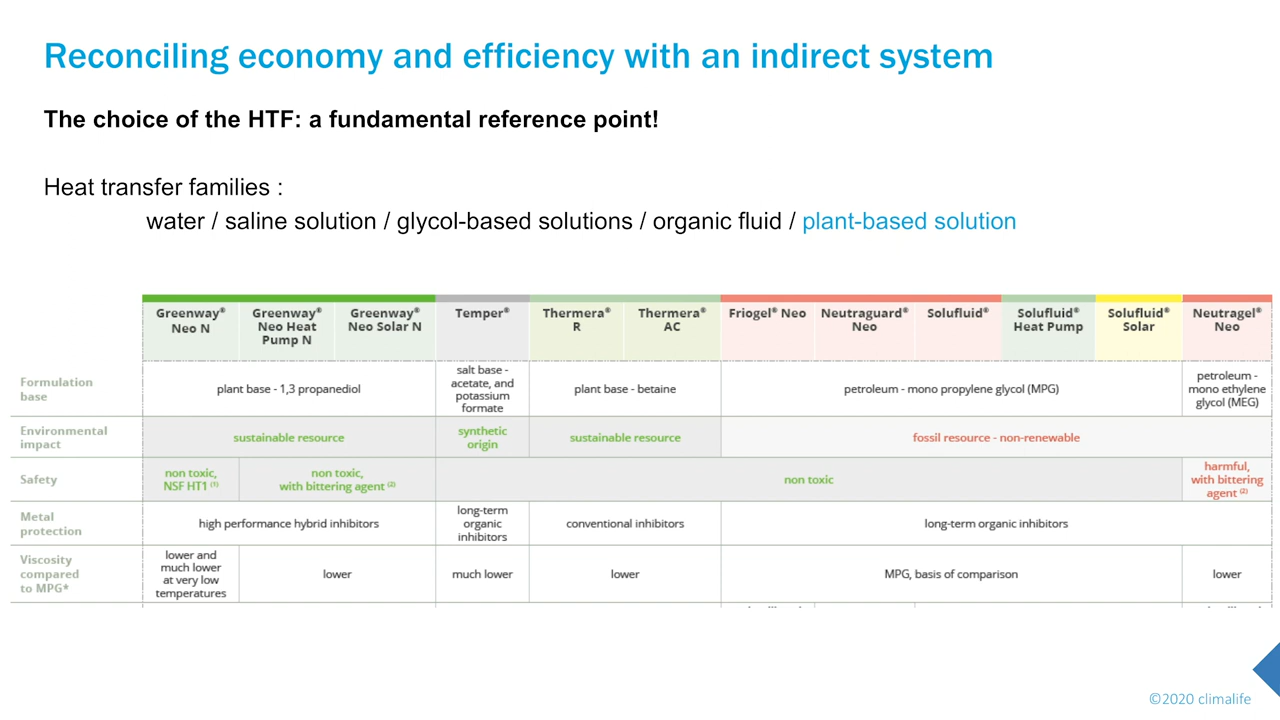 Reconciling economy and efficiency with an indirect system
The choice of the HTF: a fundamental reference point!
Heat transfer families :
water / saline solution / glycol-based solutions / organic fluid / plant-based solution
Greenway® Neo N
Greenway® Neo Heat Pump N
Greenway® Neo Solar N
Temper®
Thermera® R
Thermera® AC
Friogel® Neo
Neutraguard® Neo
Solufluid®
Solufluid® Heat Pump
Solufluid® Solar
Neutragel® Neo
Formulation base
plant base - 1,3 propanediol
salt base - acetate, and potassium formate
plant base - betaine
petroleum - mono propylene glycol (MPG)
petroleum - mono ethylene glycol (MEG)
Environmental impact
sustainable resource
synthetic origin
sustainable resource
fossil resource - non-renewable
Safety
non toxic, NSF HT1 (1)
non toxic, with bittering agent (2)
non toxic
harmful, with bittering agent (2)
Metal protection
high performance hybrid inhibitors
long-term organic inhibitors
conventional inhibitors
long-term organic inhibitors
Viscosity compared to MPG*
lower and much lower at very low temperatures
lower
much lower
lower
MPG, basis of comparison
lower
©2020 climalife